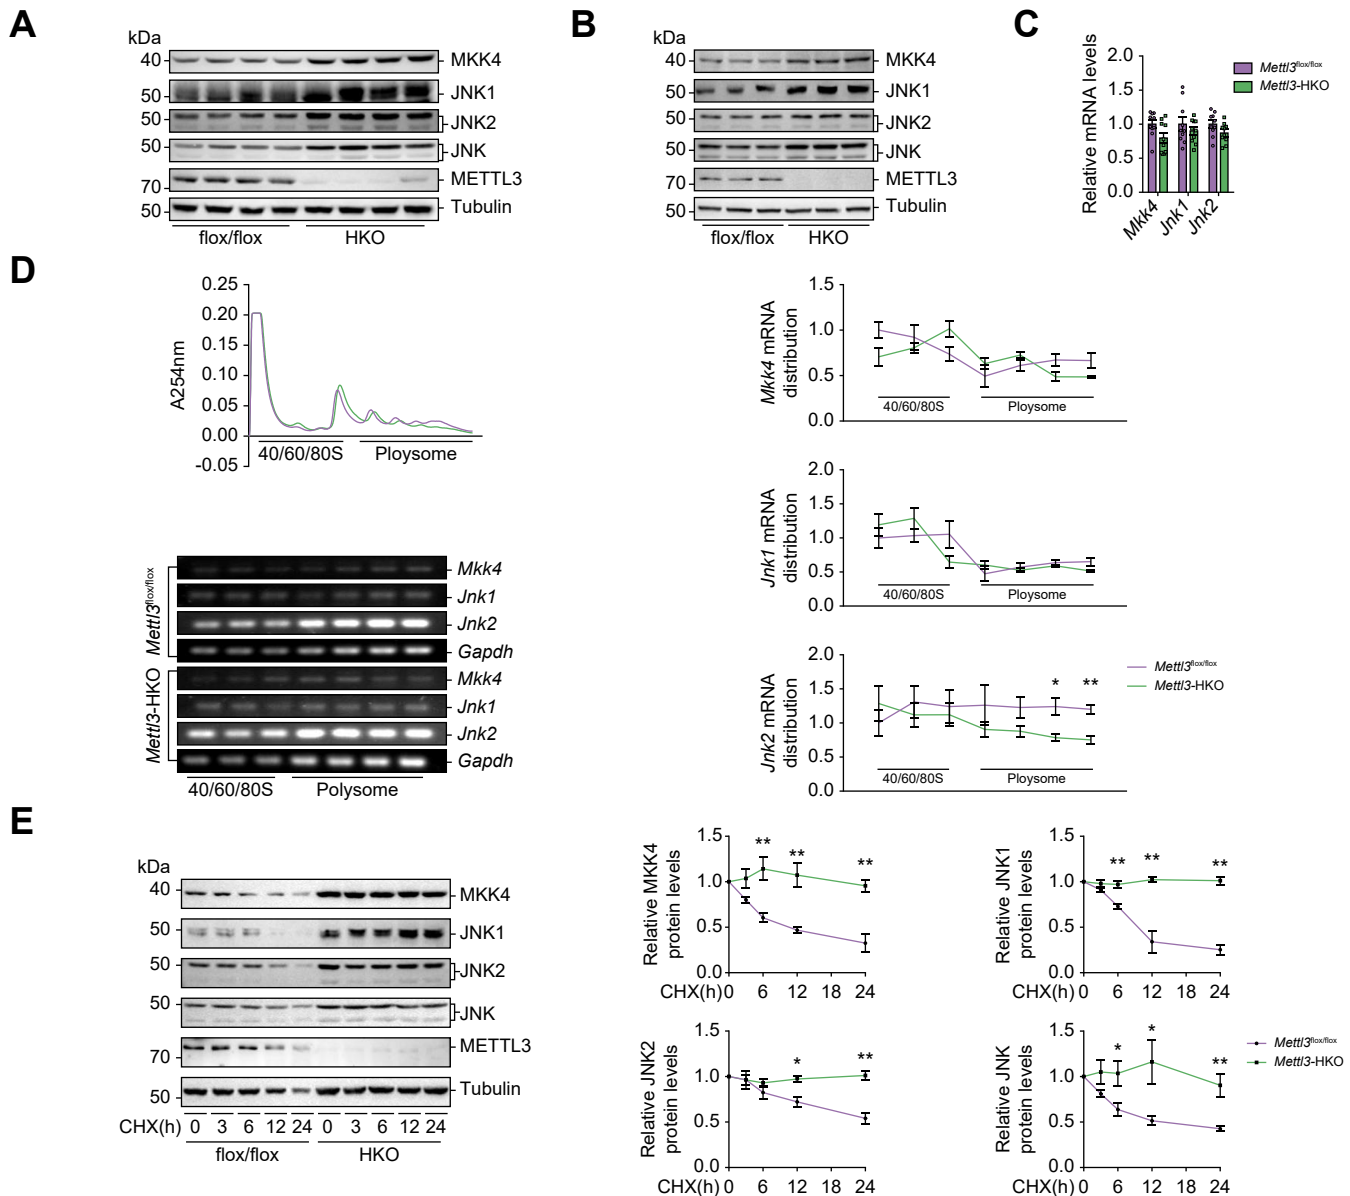 A
kDa
40
MKK4
50
JNK1
50
JNK2
50
JNK
70
METTL3
50
Tubulin
flox/flox
HKO
B
kDa
40
MKK4
50
JNK1
50
JNK2
50
JNK
70
METTL3
50
Tubulin
flox/flox
HKO
C
Relative mRNA levels
2.0
1.5
1.0
0.5
0.0
Mkk4
Jnk1
Jnk2
Mettl3flox/flox
Mettl3-HKO
D
A254nm
0.25
0.20
0.15
0.10
0.05
0.00
-0.05
40/60/80S
Ploysome
Mettl3flox/flox
Mkk4
Jnk1
Jnk2
Gapdh
Mettl3-HKO
Mkk4
Jnk1
Jnk2
Gapdh
40/60/80S
Polysome
Mkk4 mRNA
distribution
1.5
1.0
0.5
0.0
40/60/80S
Ploysome
Jnk1 mRNA
distribution
2.0
1.5
1.0
0.5
0.0
40/60/80S
Ploysome
Jnk2 mRNA
distribution
2.0
1.5
1.0
0.5
0.0
* **
40/60/80S
Ploysome
Mettl3flox/flox
Mettl3-HKO
E
kDa
40
MKK4
50
JNK1
50
JNK2
50
JNK
70
METTL3
50
Tubulin
CHX(h) 0 3 6 12 24 0 3 6 12 24
flox/flox
HKO
Relative MKK4
protein levels
1.5
1.0
0.5
0.0
** ** **
CHX(h) 0 6 12 18 24
Relative JNK1
protein levels
1.5
1.0
0.5
0.0
** ** **
CHX(h) 0 6 12 18 24
Relative JNK2
protein levels
1.5
1.0
0.5
0.0
* **
CHX(h) 0 6 12 18 24
Relative JNK
protein levels
1.5
1.0
0.5
0.0
* * **
CHX(h) 0 6 12 18 24
Mettl3flox/flox
Mettl3-HKO